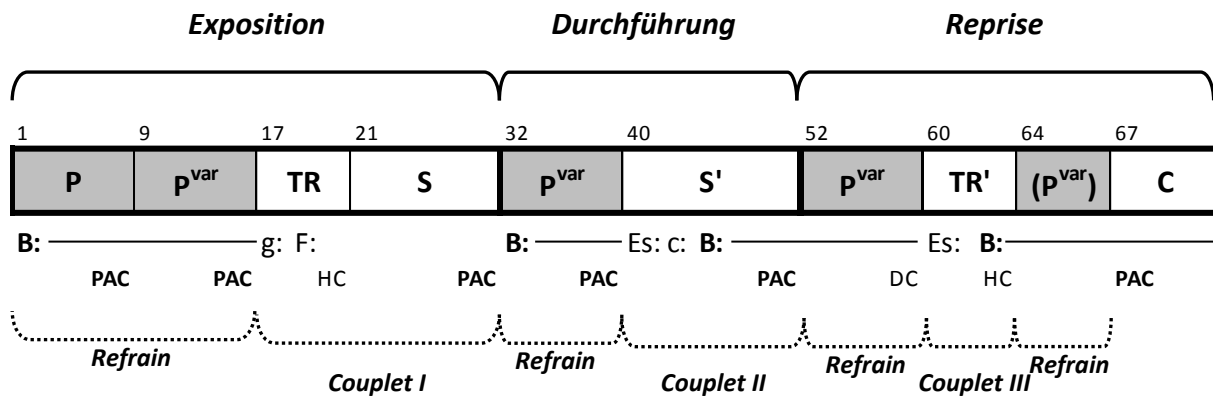 Exposition Durchführung Reprise
1 9 17 21 32 40 52 60 64 67
P Pvar TR S Pvar S' Pvar TR' (Pvar) C
B: g: F: B: Es: c: B: Es: B:
PAC PAC HC PAC PAC PAC DC HC PAC
Refrain Refrain Refrain Refrain
Couplet I Couplet II Couplet III